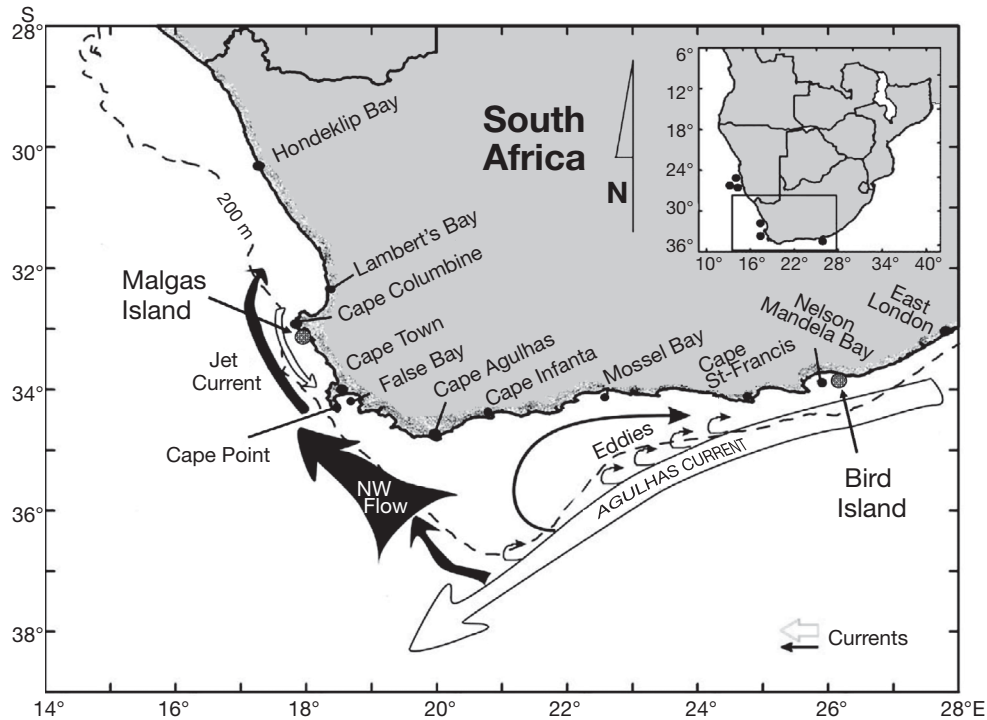 S
28°
30°
32°
34°
36°
38°
14°
16°
18°
20°
22°
24°
26°
28°E
Hondeklip Bay
200 m
Lambert's Bay
Cape Columbine
Malgas
Island
Cape Town
False Bay
Cape Agulhas
Cape Infanta
Mossel Bay
Cape
St-Francis
Nelson
Mandela Bay
East
London
Jet
Current
Cape Point
NW
Flow
Eddies
AGULHAS CURRENT
Bird
Island
South
Africa
N
6°
12°
18°
24°
30°
36°
10°
16°
22°
28°
34°
40°
Currents